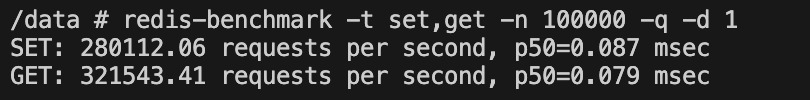 /data # redis-benchmark -t set,get -n 100000 -q -d 1
SET: 280112.06 requests per second, p50=0.087 msec
GET: 321543.41 requests per second, p50=0.079 msec